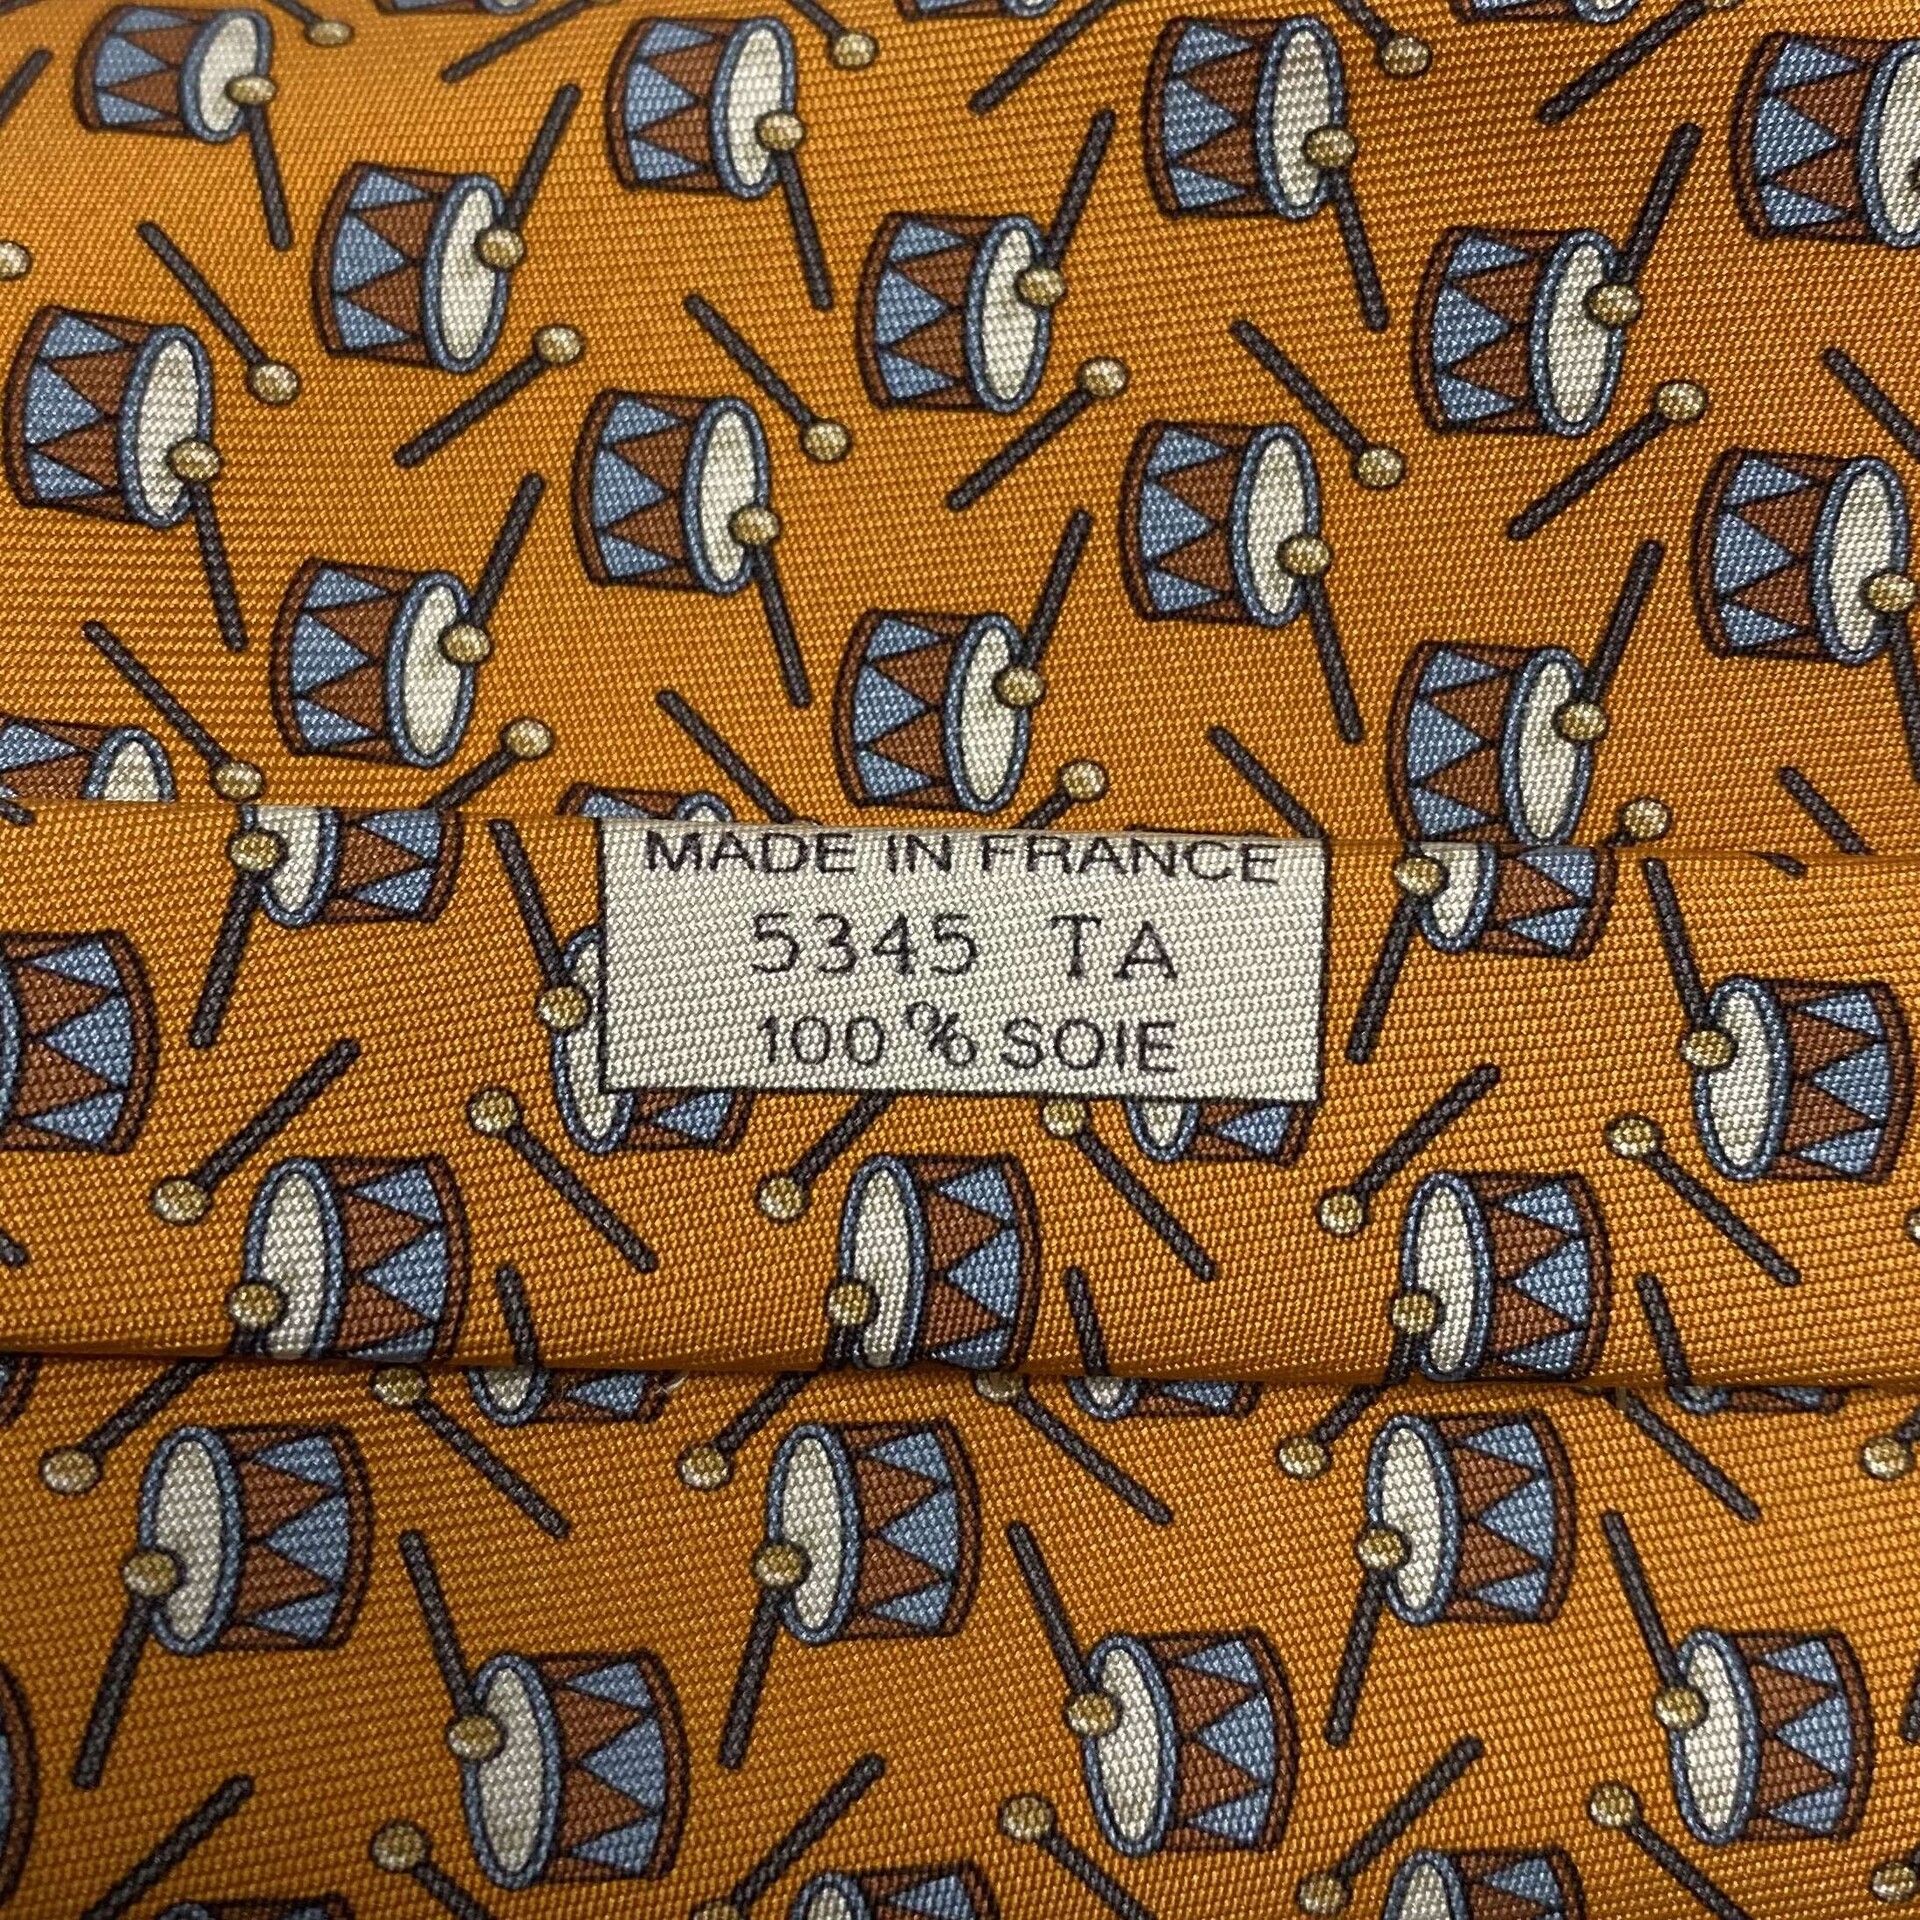 MADE IN FRANCE
5345 TA
100% SOIE